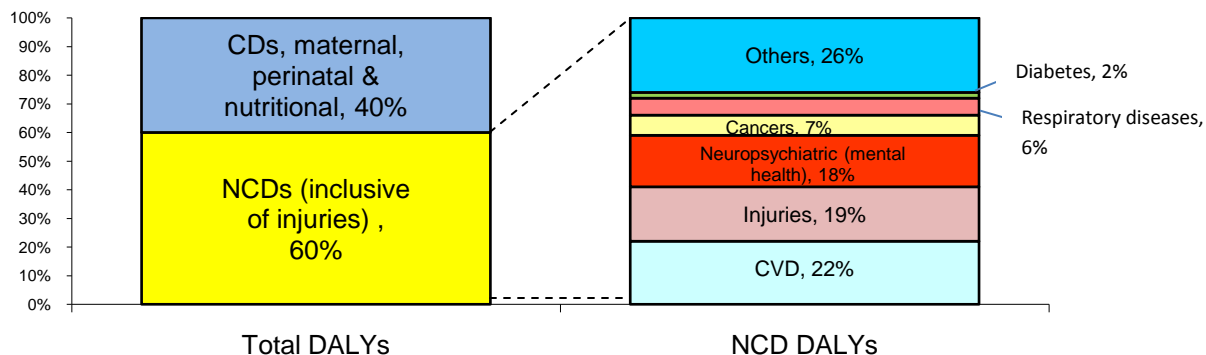 100%
90%
80%
70%
60%
50%
40%
30%
20%
10%
0%
CDs, maternal,
perinatal &
nutritional, 40%
NCDs (inclusive
of injuries) ,
60%
Total DALYs
Others, 26%
Cancers, 7%
Neuropsychiatric (mental
health), 18%
Injuries, 19%
CVD, 22%
NCD DALYs
Diabetes, 2%
Respiratory diseases,
6%